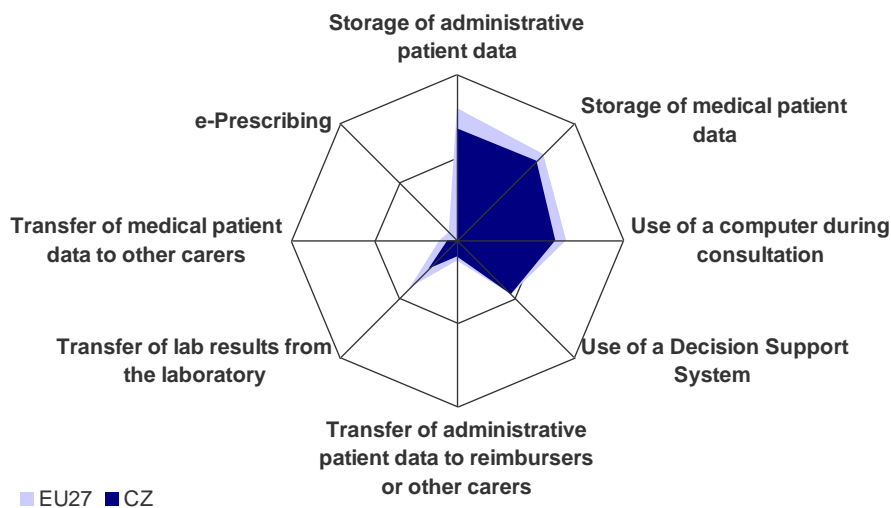 Storage of administrative
patient data
Storage of medical patient
data
e-Prescribing
Transfer of medical patient
data to other carers
Use of a computer during
consultation
Transfer of lab results from
the laboratory
Use of a Decision Support
System
Transfer of administrative
patient data to reimbursers
or other carers
EU27 CZ